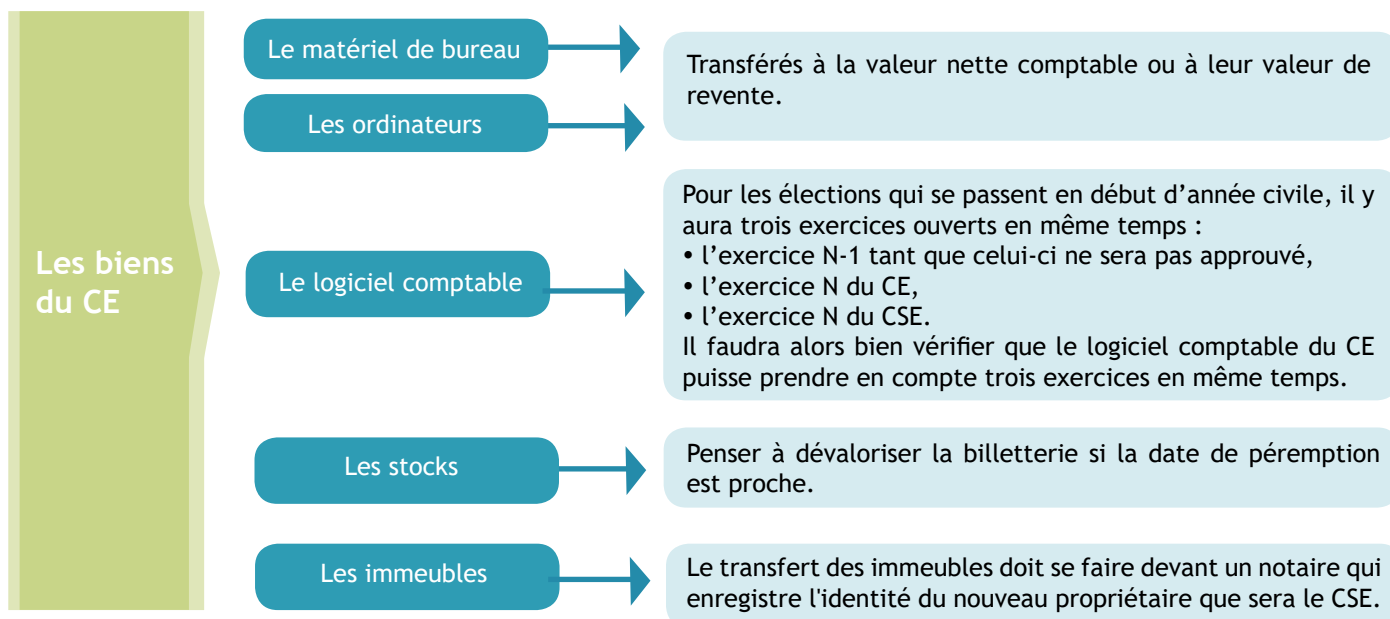 Les biens
du CE
Le matériel de bureau
Les ordinateurs
Transférés à la valeur nette comptable ou à leur valeur de
revente.
Le logiciel comptable
Pour les élections qui se passent en début d’année civile, il y
aura trois exercices ouverts en même temps :
• l’exercice N-1 tant que celui-ci ne sera pas approuvé,
• l’exercice N du CE,
• l’exercice N du CSE.
Il faudra alors bien vérifier que le logiciel comptable du CE
puisse prendre en compte trois exercices en même temps.
Les stocks
Penser à dévaloriser la billetterie si la date de péremption
est proche.
Les immeubles
Le transfert des immeubles doit se faire devant un notaire qui
enregistre l'identité du nouveau propriétaire que sera le CSE.